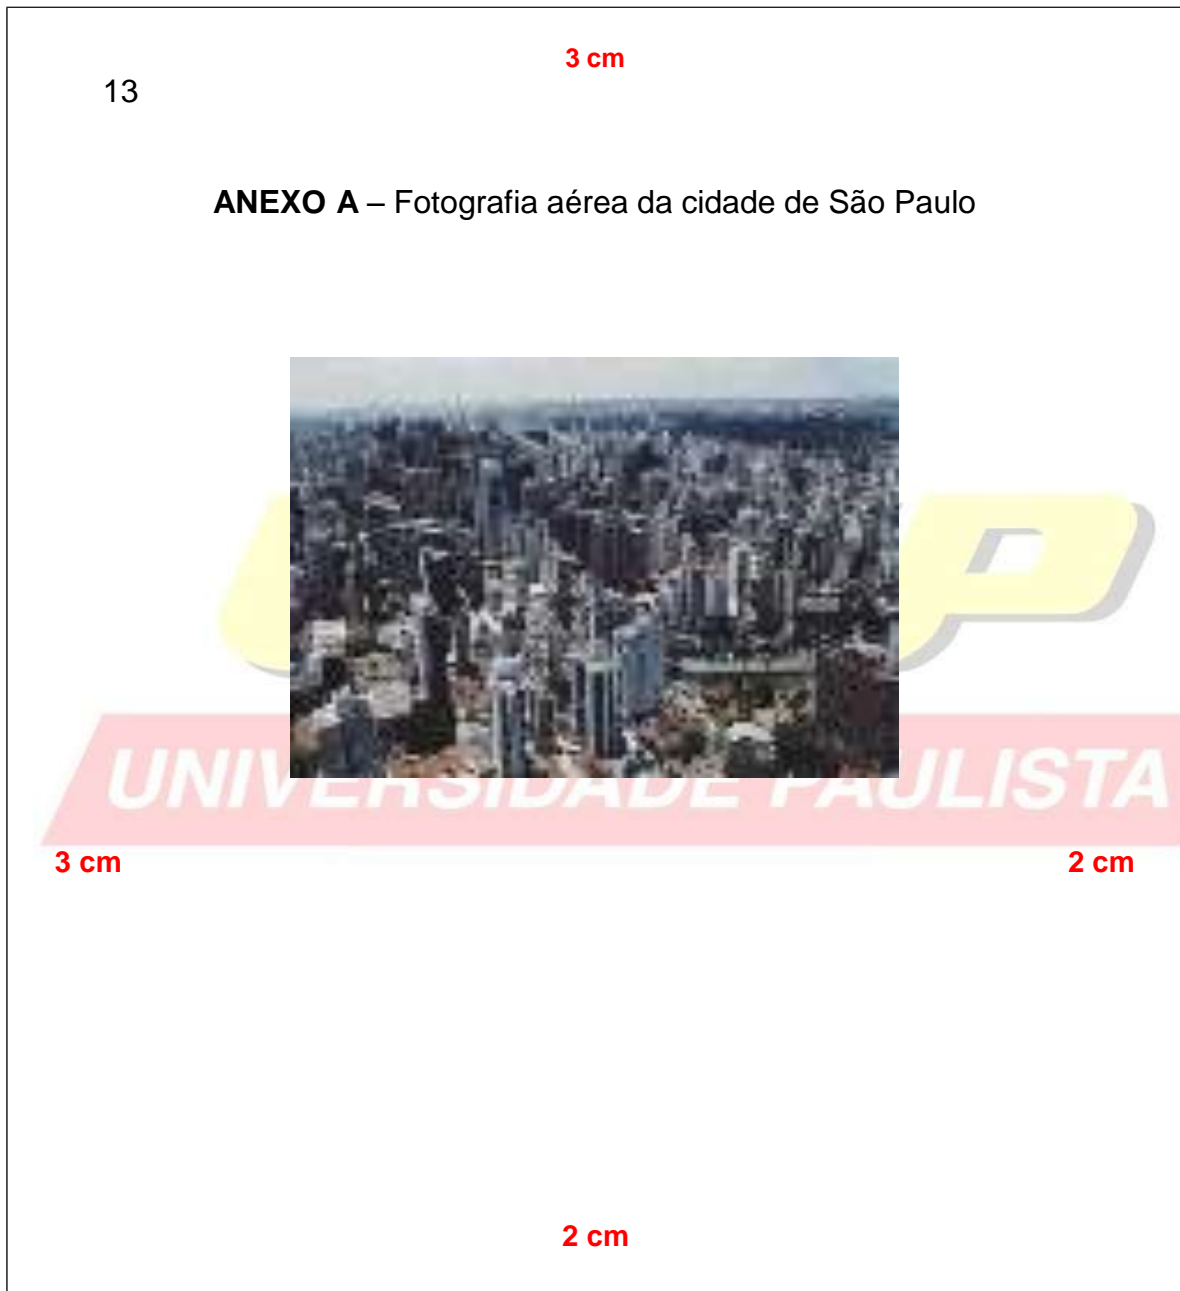 3 cm
13
ANEXO A – Fotografia aérea da cidade de São Paulo
UNIVERSIDADE PAULISTA
3 cm
2 cm
2 cm